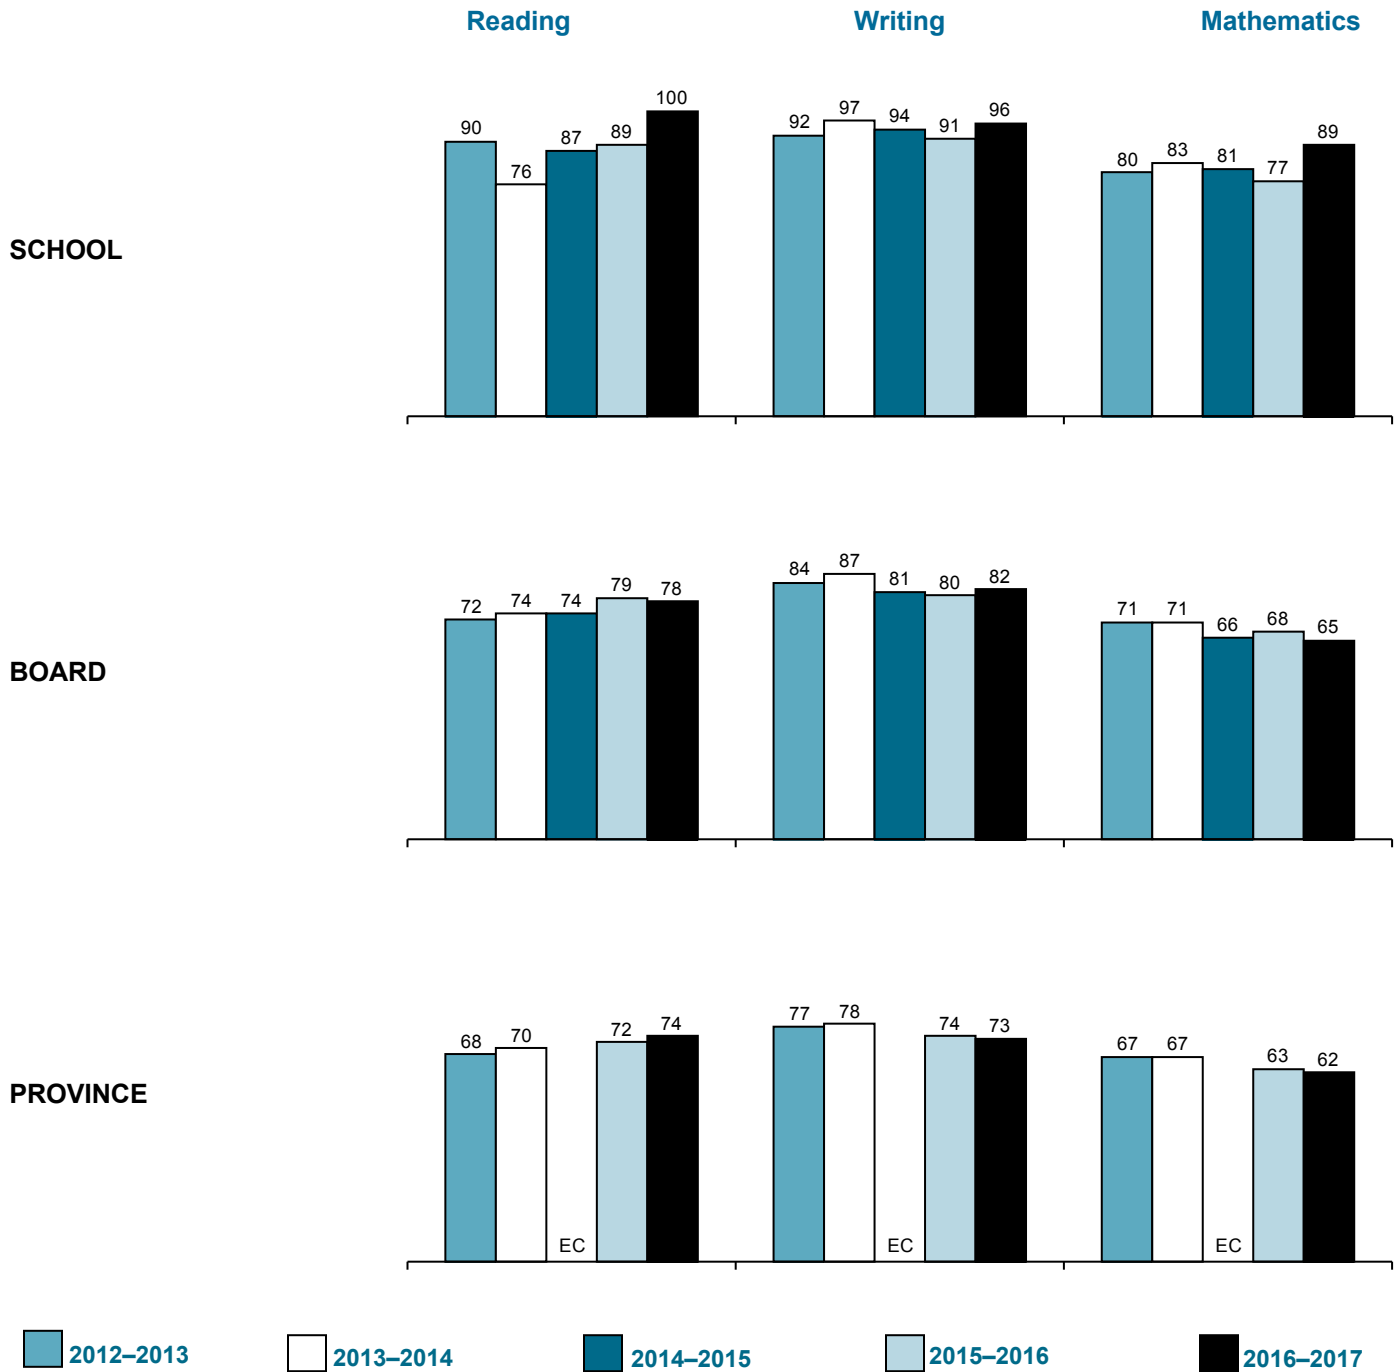 Reading Writing Mathematics
SCHOOL
90 76 87 89 100 92 97 94 91 96 80 83 81 77 89
BOARD
72 74 74 79 78 84 87 81 80 82 71 71 66 68 65
PROVINCE
68 70 EC 72 74 77 78 EC 74 73 67 67 EC 63 62
2012–2013 2013–2014 2014–2015 2015–2016 2016–2017